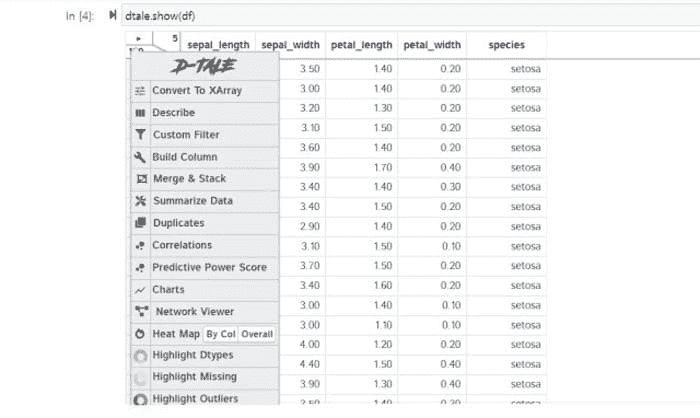 In [4]:
dtale.show(df)
5 sepal_length sepal_width petal_length petal_width species
D-TALE
Convert To XArray
Describe
Custom Filter
Build Column
Merge & Stack
Summarize Data
Duplicates
Correlations
Predictive Power Score
Charts
Network Viewer
Heat Map By Col Overall
Highlight Dtypes
Highlight Missing
Highlight Outliers
3.50 1.40 0.20 setosa
3.00 1.40 0.20 setosa
3.20 1.30 0.20 setosa
3.10 1.50 0.20 setosa
3.60 1.40 0.20 setosa
3.90 1.70 0.40 setosa
3.40 1.40 0.30 setosa
3.40 1.50 0.20 setosa
2.90 1.40 0.20 setosa
3.10 1.50 0.10 setosa
3.70 1.50 0.20 setosa
3.40 1.60 0.20 setosa
3.00 1.40 0.10 setosa
3.00 1.10 0.10 setosa
4.00 1.20 0.20 setosa
4.40 1.50 0.40 setosa
3.90 1.30 0.40 setosa